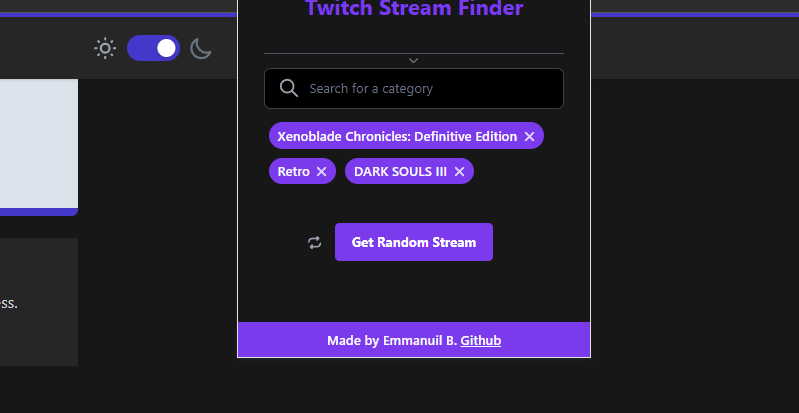 Twitch Stream Finder
Search for a category
Xenoblade Chronicles: Definitive Edition
Retro
DARK SOULS III
Get Random Stream
ss.
Made by Emmanuil B. Github